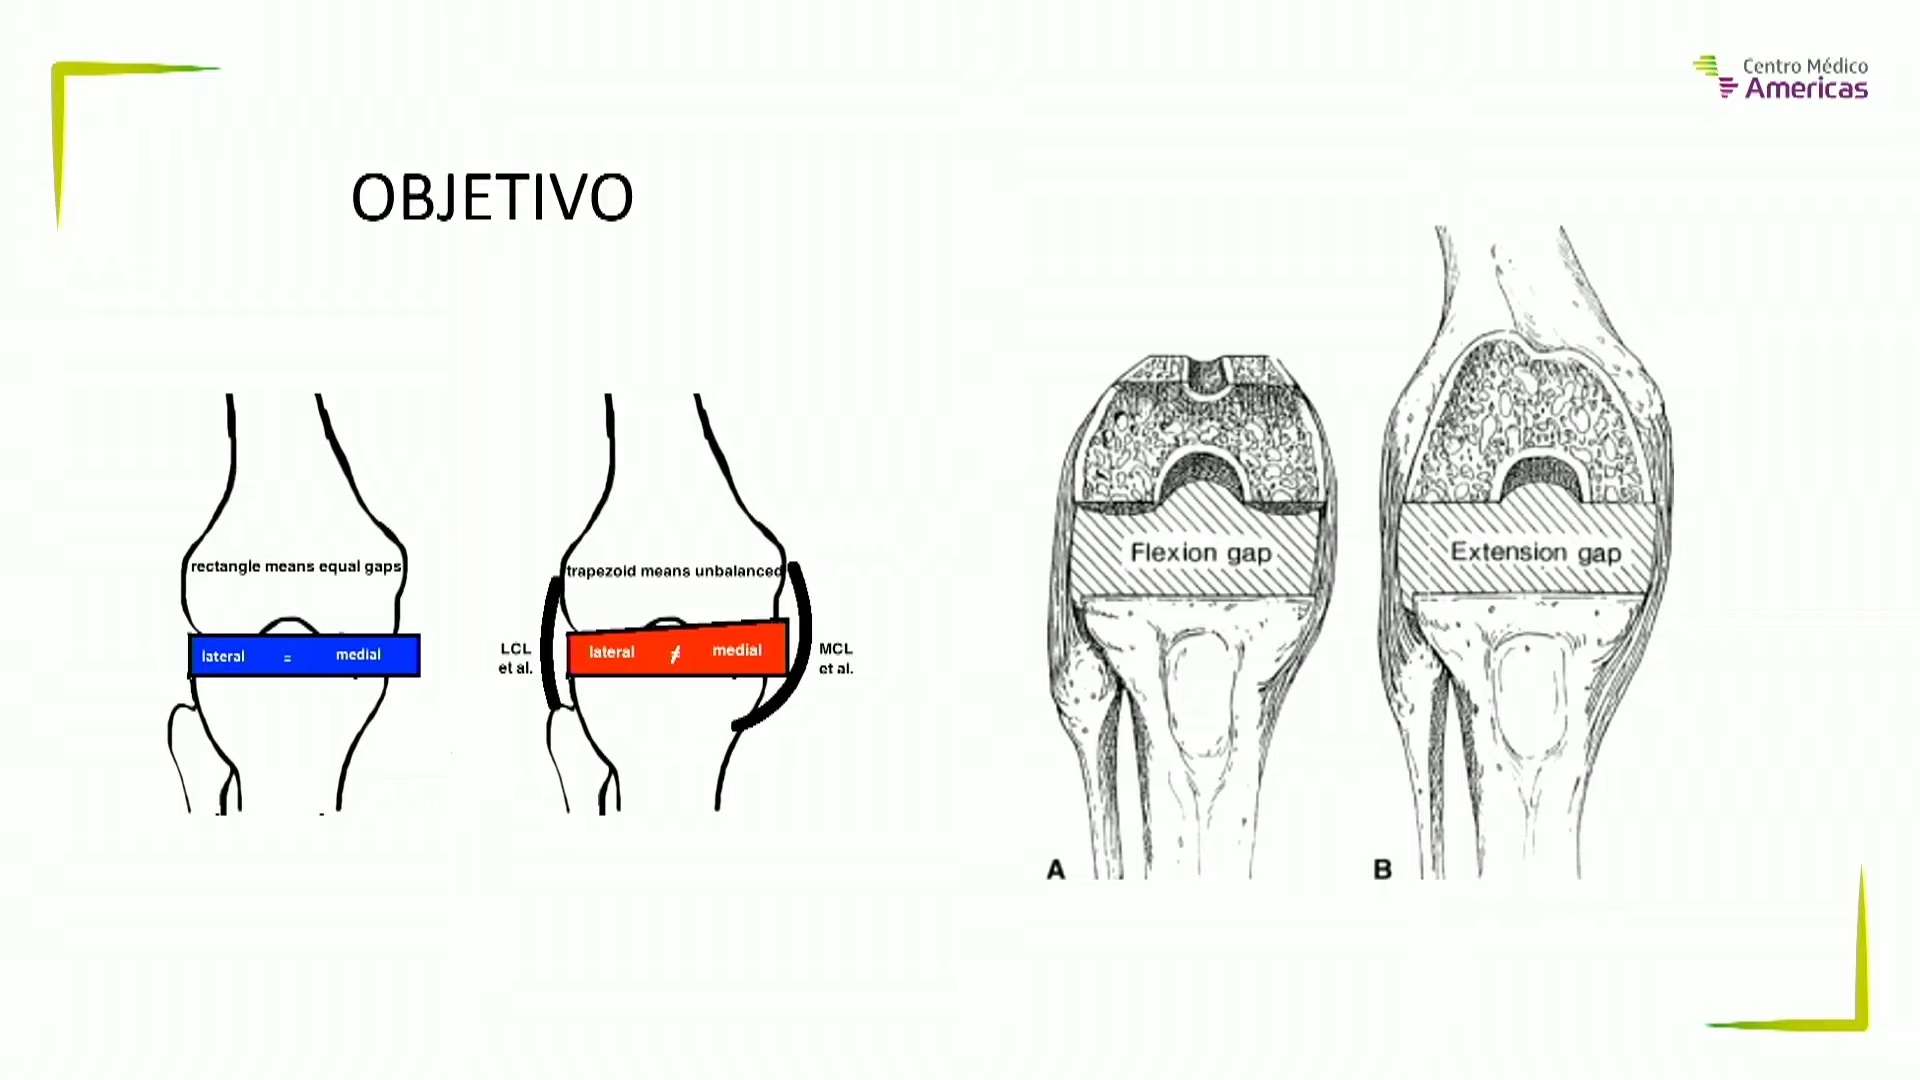 Centro Médico
Americas
OBJETIVO
rectangle means equal gaps
lateral = medial
trapezoid means unbalanced
LCL
et al.
lateral ≠ medial
MCL
et al.
Flexion gap
Extension gap
A
B